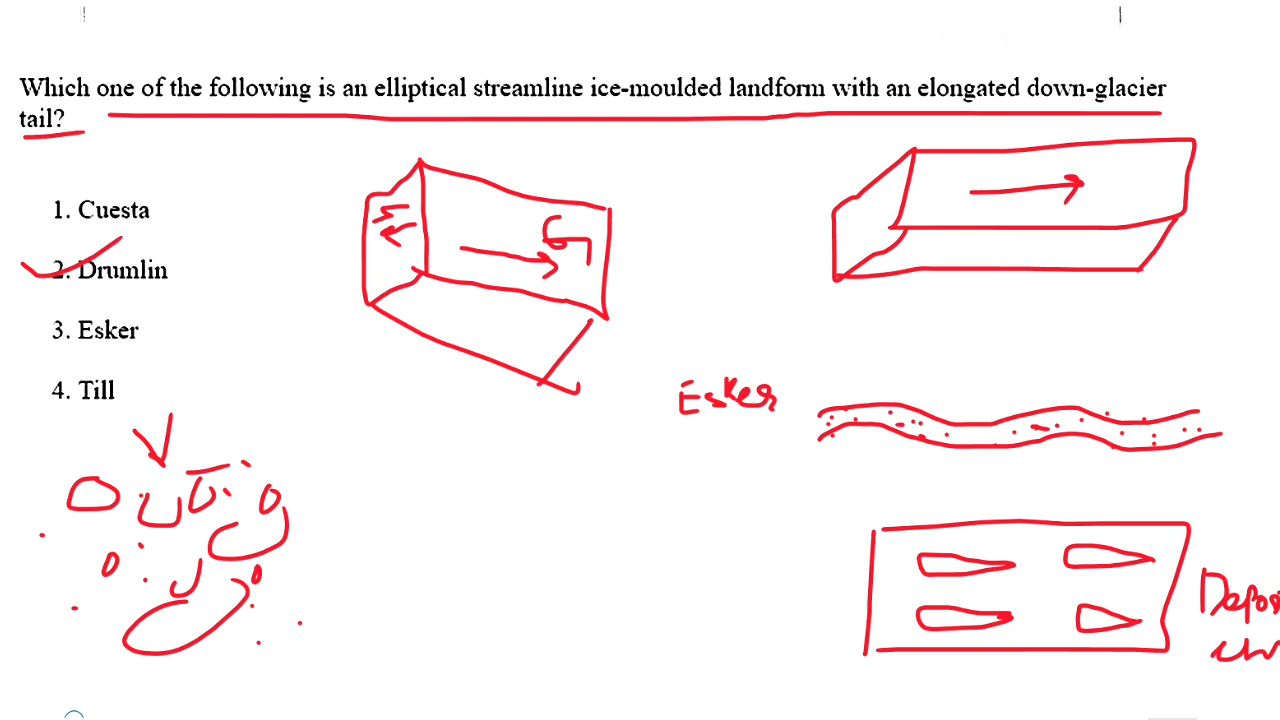 Which one of the following is an elliptical streamline ice-moulded landform with an elongated down-glacier
tail?
1. Cuesta
2. Drumlin
3. Esker
4. Till
G
Esker